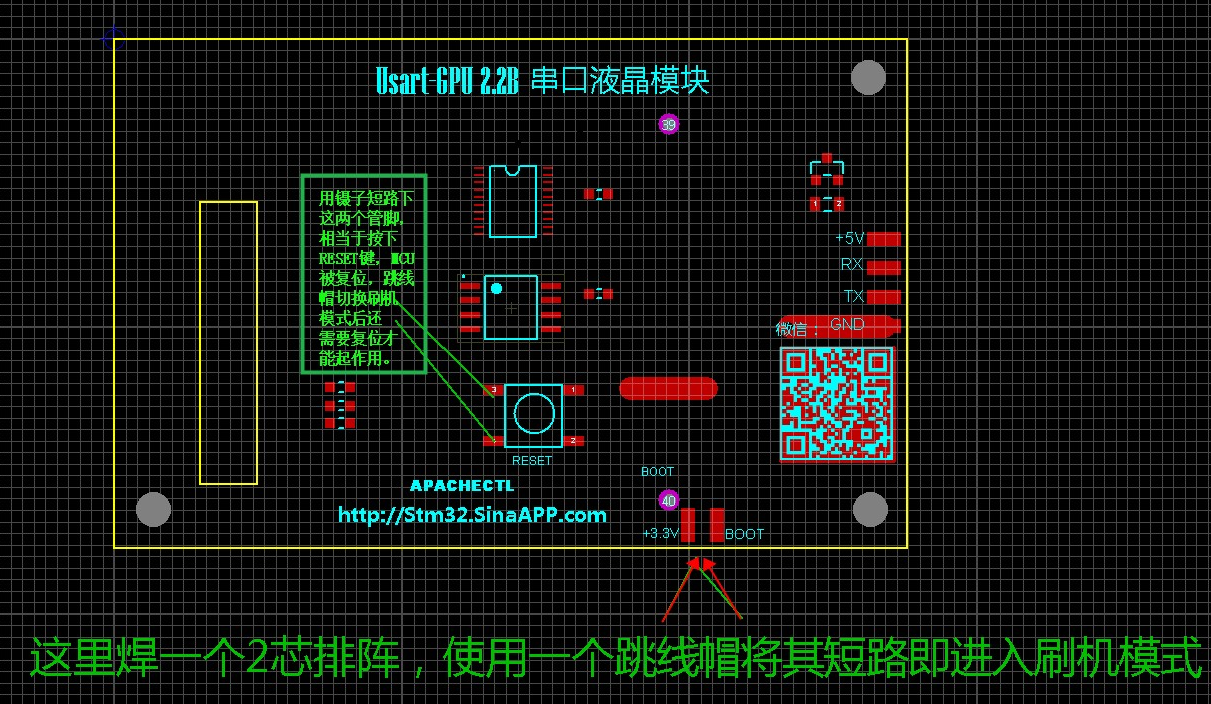 Usart-GPU 2.2B 串口液晶模块
39
用镊子短路下
这两个管脚,
相当于按下
RESET键, MCU
被复位, 跳线
帽切换刷机
模式后还
需要复位才
能起作用。
1 2
+5V
RX
TX
微信： GND
3 1
2
RESET
BOOT
APACHECTL
40
http://Stm32.SinaAPP.com
+3.3V BOOT
这里焊一个2芯排阵，使用一个跳线帽将其短路即进入刷机模式